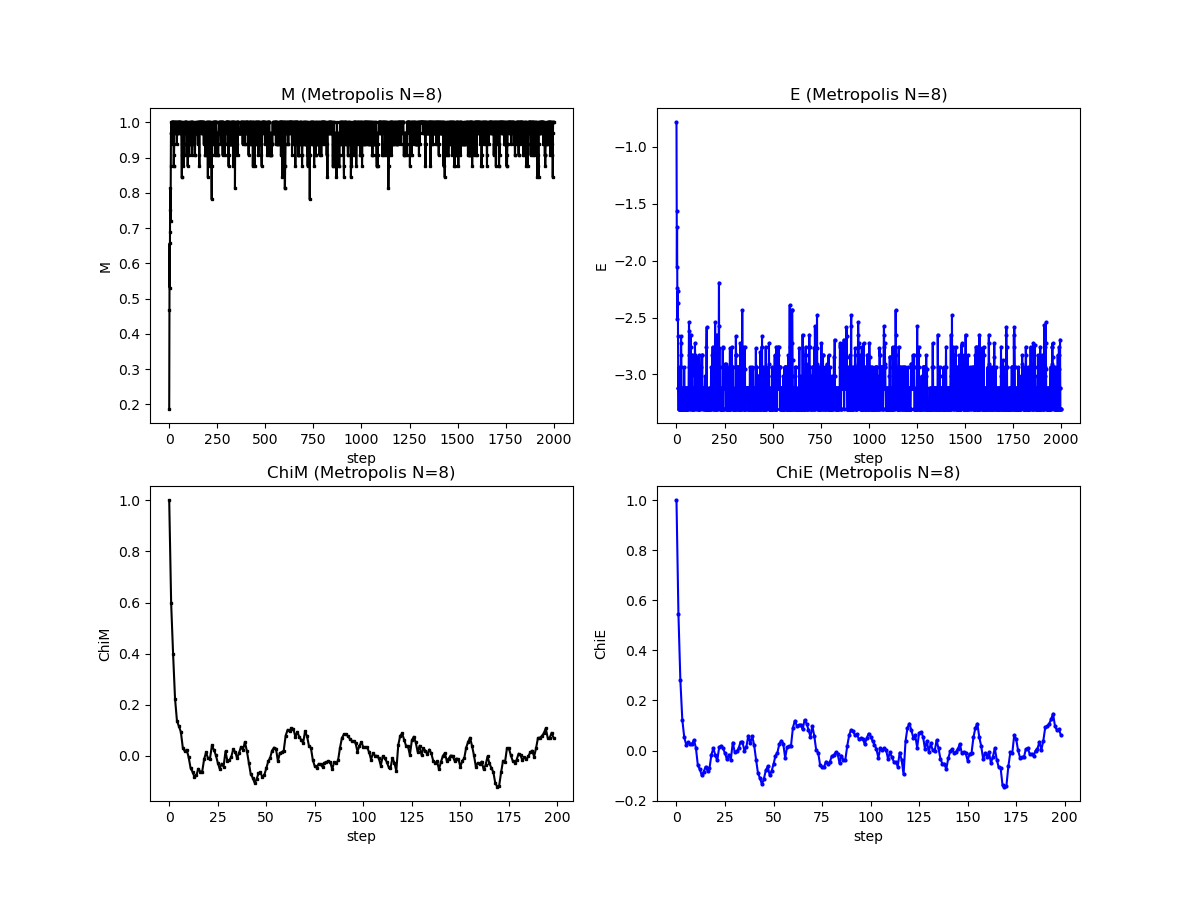 M (Metropolis N=8)
1.0
0.9
0.8
0.7
0.6
0.5
0.4
0.3
0.2
M
0 250 500 750 1000 1250 1500 1750 2000
step
E (Metropolis N=8)
−1.0
−1.5
−2.0
−2.5
−3.0
E
0 250 500 750 1000 1250 1500 1750 2000
step
ChiM (Metropolis N=8)
1.0
0.8
0.6
0.4
0.2
0.0
ChiM
0 25 50 75 100 125 150 175 200
step
ChiE (Metropolis N=8)
1.0
0.8
0.6
0.4
0.2
0.0
−0.2
ChiE
0 25 50 75 100 125 150 175 200
step